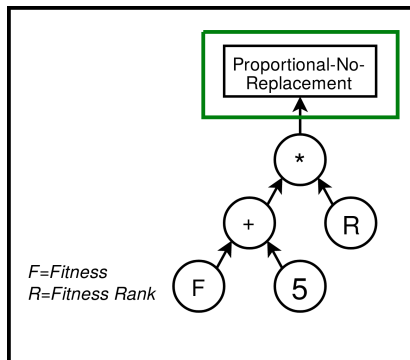 Proportional-No-
Replacement
*
+
R
F=Fitness
R=Fitness Rank
F
5